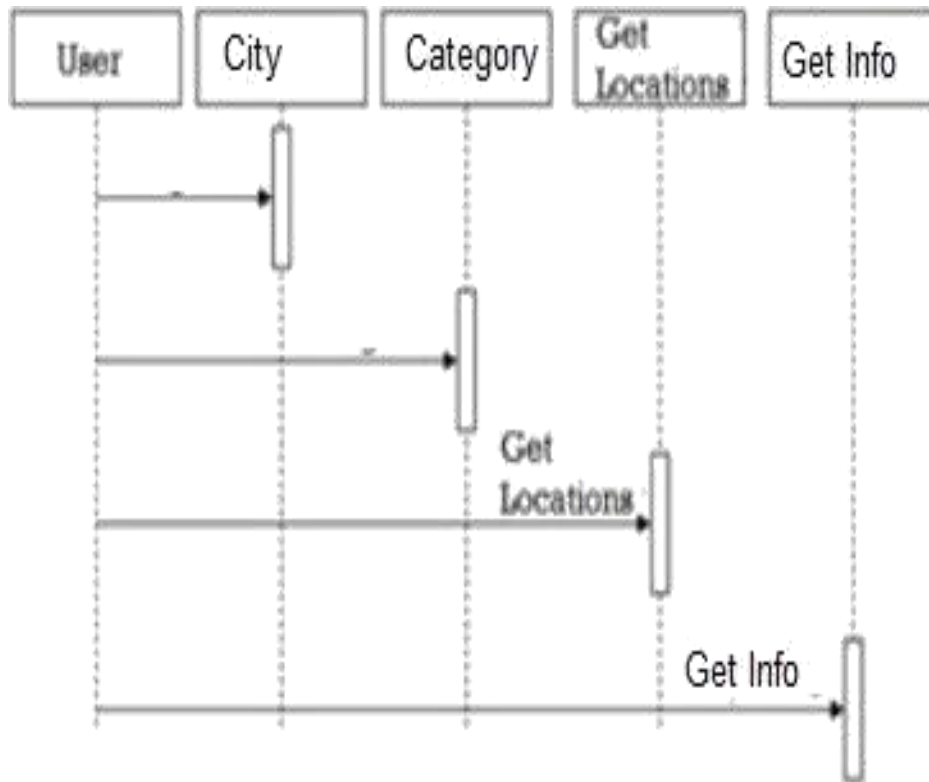 User
City
Category
Get
Locations
Get Info
Get
Locations
Get Info